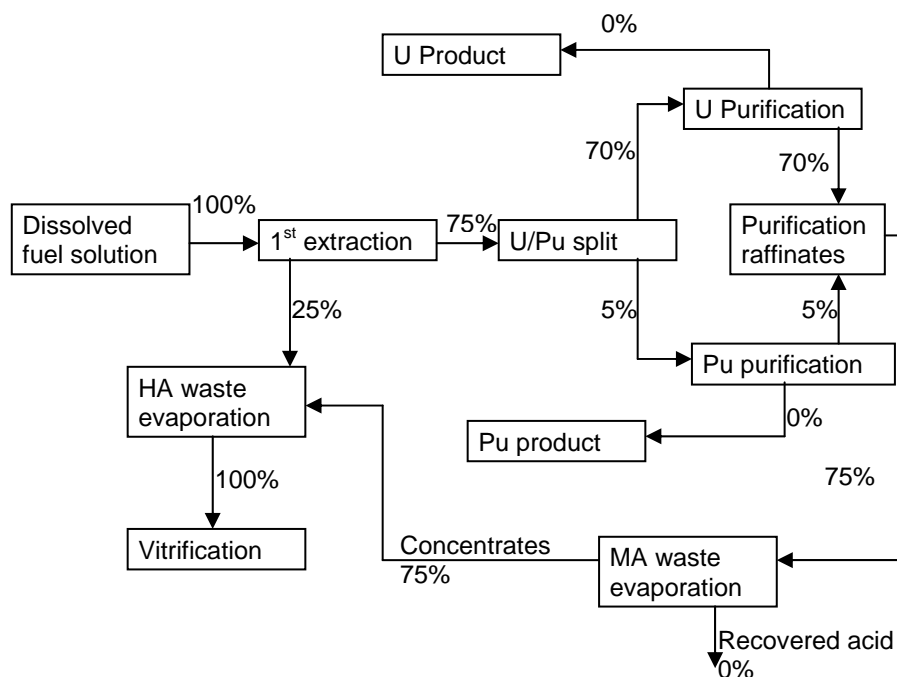 0%
U Product
U Purification
70%
70%
100%
Dissolved
fuel solution
1st extraction
75%
U/Pu split
Purification
raffinates
25%
5%
5%
HA waste
evaporation
Pu purification
0%
Pu product
100%
75%
Vitrification
Concentrates
75%
MA waste
evaporation
Recovered acid
0%